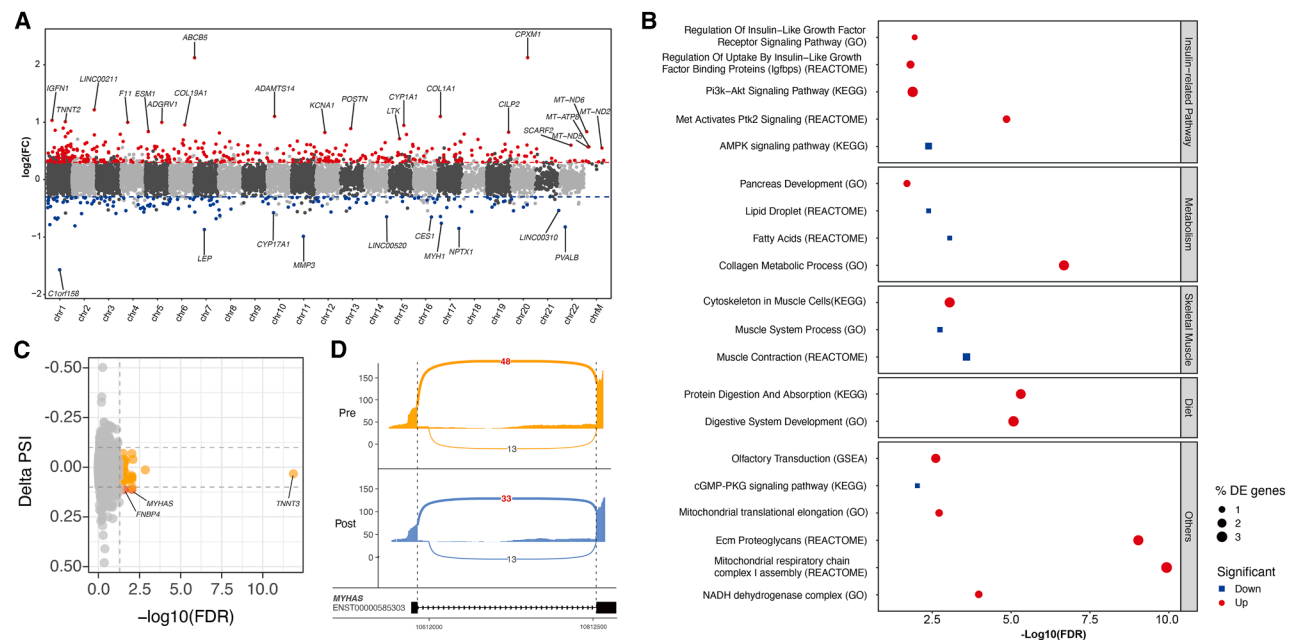 A
log2(FC)
2
1
0
−1
−2
IGFN1
TNNT2
LINC00211
F11
ESM1
ADGRV1
COL19A1
ABCB5
ADAMTS14
KCNA1
POSTN
LTK
CYP1A1
COL1A1
CILP2
CPXM1
SCARF2
MT-ND6
MT-ATP8
MT-ND5
MT-ND2
C1orf158
LEP
CYP17A1
MMP3
LINC00520
CES1
MYH1
NPTX1
LINC00310
PVALB
chr1
chr2
chr3
chr4
chr5
chr6
chr7
chr8
chr9
chr10
chr11
chr12
chr13
chr14
chr15
chr16
chr17
chr18
chr19
chr20
chr21
chr22
chrM
B
Regulation Of Insulin-Like Growth Factor
Receptor Signaling Pathway (GO)
Regulation Of Uptake By Insulin-Like Growth
Factor Binding Proteins (Igfbps) (REACTOME)
Pi3k-Akt Signaling Pathway (KEGG)
Met Activates Ptk2 Signaling (REACTOME)
AMPK signaling pathway (KEGG)
Insulin-related Pathway
Pancreas Development (GO)
Lipid Droplet (REACTOME)
Fatty Acids (REACTOME)
Collagen Metabolic Process (GO)
Metabolism
Cytoskeleton in Muscle Cells(KEGG)
Muscle System Process (GO)
Muscle Contraction (REACTOME)
Skeletal Muscle
Protein Digestion And Absorption (KEGG)
Digestive System Development (GO)
Diet
Olfactory Transduction (GSEA)
cGMP-PKG signaling pathway (KEGG)
Mitochondrial translational elongation (GO)
Ecm Proteoglycans (REACTOME)
Mitochondrial respiratory chain
complex I assembly (REACTOME)
NADH dehydrogenase complex (GO)
Others
2.5 5.0 7.5 10.0
-Log10(FDR)
% DE genes
1
2
3
Significant
Down
Up
C
Delta PSI
-0.50
-0.25
0.00
0.25
0.50
MYHAS
FNBP4
TNNT3
0.0 2.5 5.0 7.5 10.0
−log10(FDR)
D
Pre
150
100
50
0
48
13
Post
150
100
50
0
33
13
MYHAS
ENST00000585303
10612000 10612500